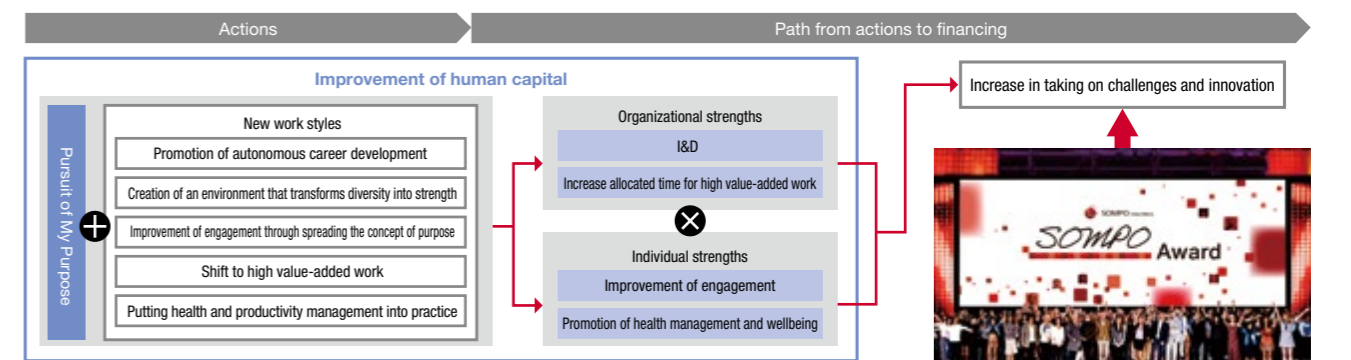 Actions
Path from actions to financing
Improvement of human capital
Pursuit of My Purpose
New work styles
Promotion of autonomous career development
Creation of an environment that transforms diversity into strength
Improvement of engagement through spreading the concept of purpose
Shift to high value-added work
Putting health and productivity management into practice
Organizational strengths
I&D
Increase allocated time for high value-added work
Individual strengths
Improvement of engagement
Promotion of health management and wellbeing
Increase in taking on challenges and innovation
SOMPO
SOMPO Award